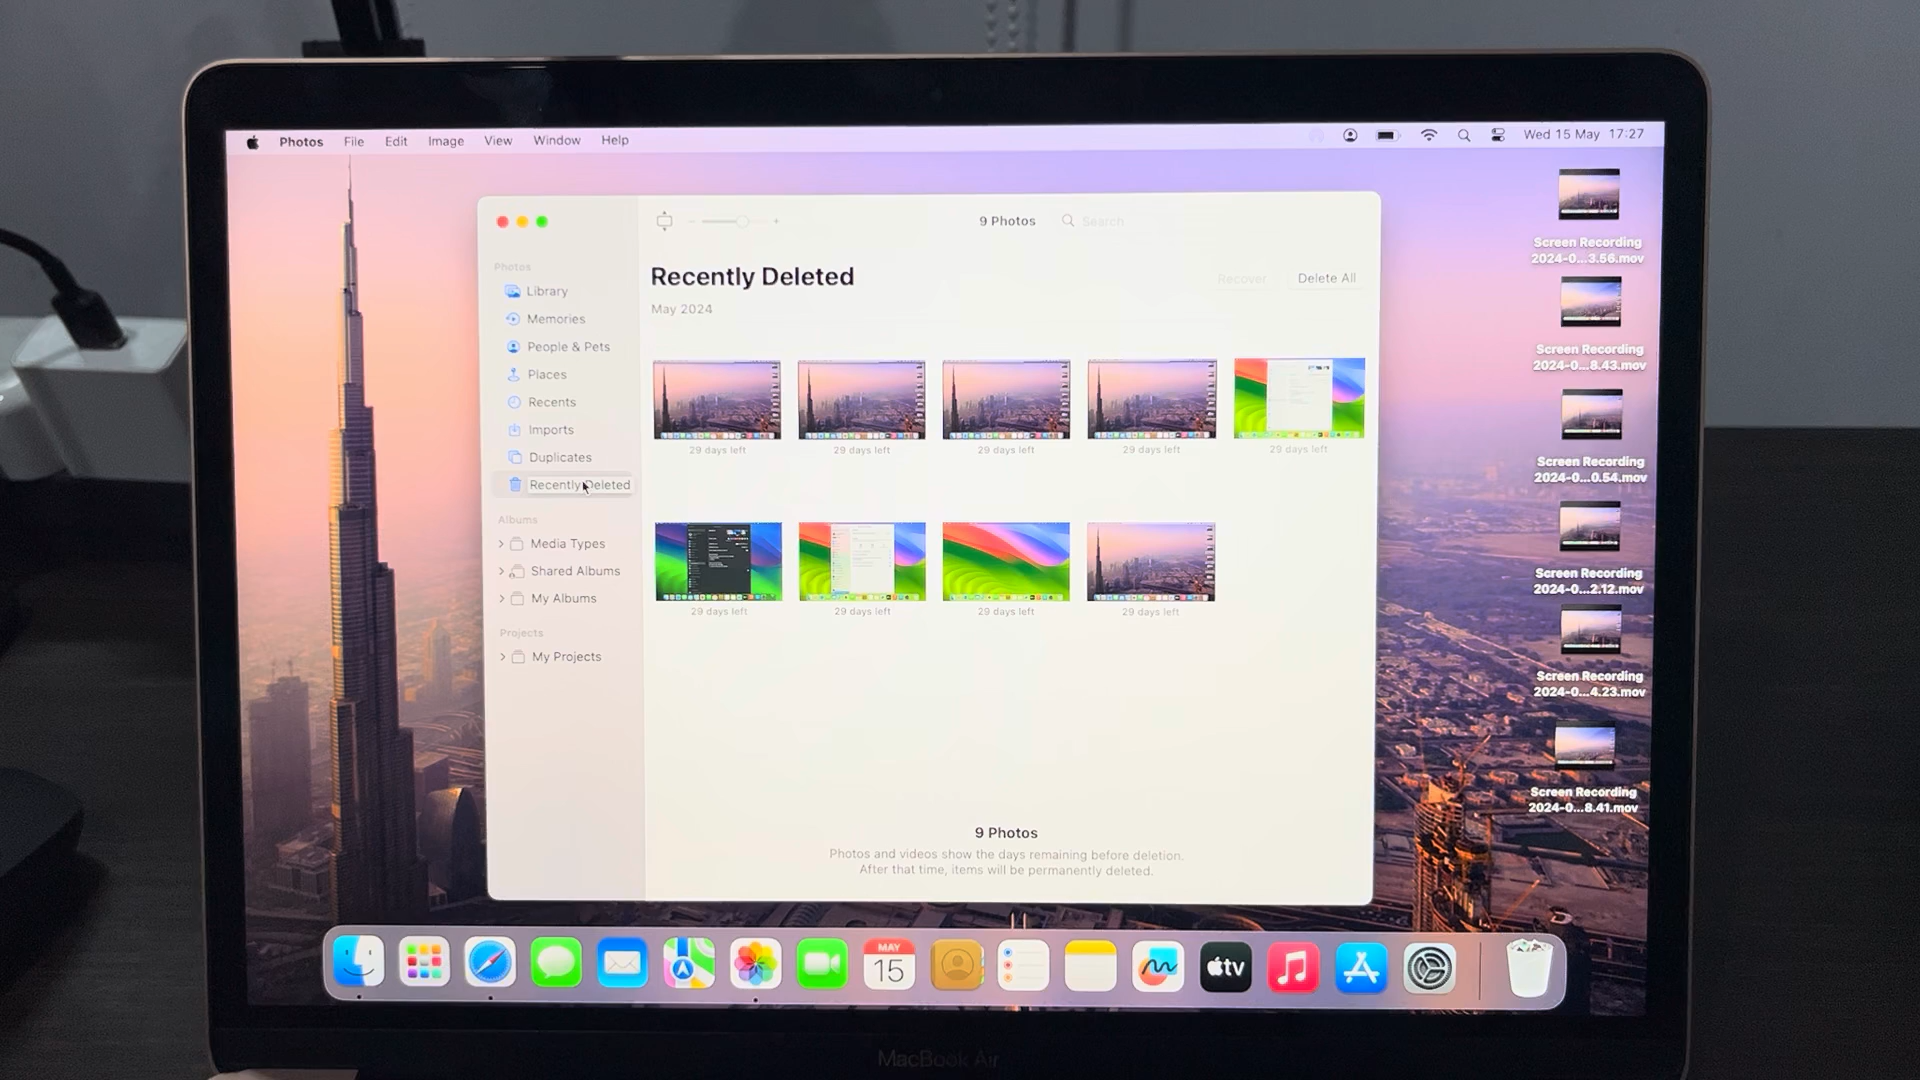 Photos File Edit Image View Window Help
Wed 15 May 17:27
9 Photos
Search
Photos
Library
Memories
People & Pets
Places
Recents
Imports
Duplicates
Recently Deleted
Albums
Media Types
Shared Albums
My Albums
Projects
My Projects
Recently Deleted
Recover
Delete All
May 2024
29 days left
29 days left
29 days left
29 days left
29 days left
29 days left
29 days left
29 days left
29 days left
9 Photos
Photos and videos show the days remaining before deletion.
After that time, items will be permanently deleted.
Screen Recording
2024-0...3.56.mov
Screen Recording
2024-0...8.43.mov
Screen Recording
2024-0...0.54.mov
Screen Recording
2024-0...2.12.mov
Screen Recording
2024-0...4.23.mov
Screen Recording
2024-0...8.41.mov
MAY
15
tv
MacBook Air